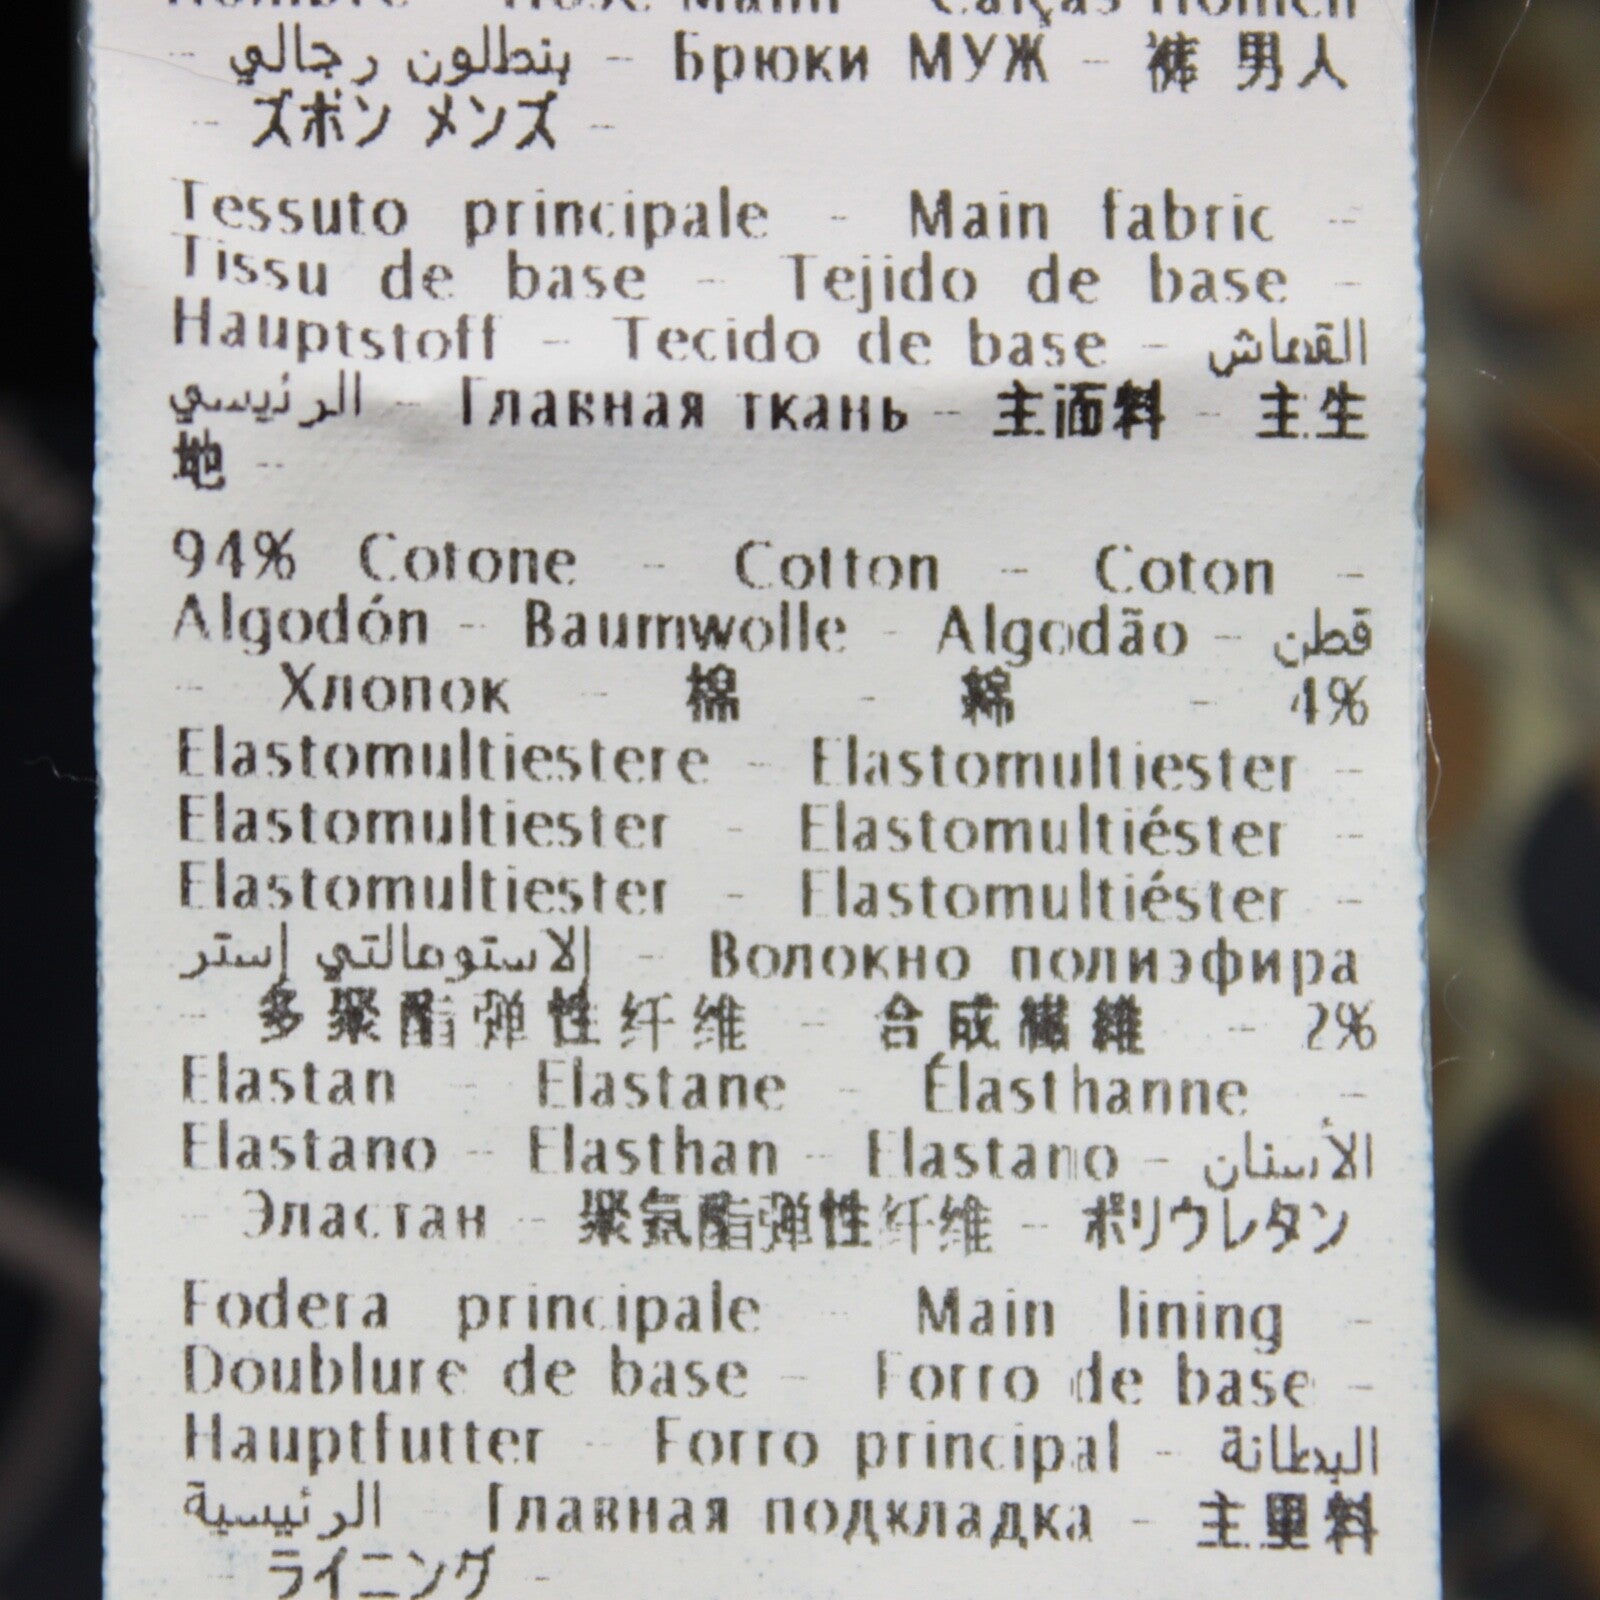 - بنطلون رجالي - Брюки МУЖ - 裤 男人
- ズボン メンズ -
Tessuto principale - Main fabric -
Tissu de base - Tejido de base -
Hauptstoff - Tecido de base - القماش
الرئيسي - Главная ткань - 主面料 - 主生
地 -
94% Cotone - Cotton - Coton -
Algodón - Baumwolle - Algodão - قطن
- Хлопок - 棉 - 綿 - 4%
Elastomultiestere - Elastomultiester -
Elastomultiester - Elastomultiéster -
Elastomultiester - Elastomultiéster -
إلاستومالتي إستر - Волокно полиэфира
- 多聚酯弹性纤维 - 合成繊維 - 2%
Elastan - Elastane - Élasthanne -
Elastano - Elasthan - Elastano - الأستان
- Эластан - 聚氨酯弹性纤维 - ポリウレタン
Fodera principale - Main lining -
Doublure de base - Forro de base -
Hauptfutter - Forro principal - البطانة
الرئيسية - Главная подкладка - 主里料
- ライニング -